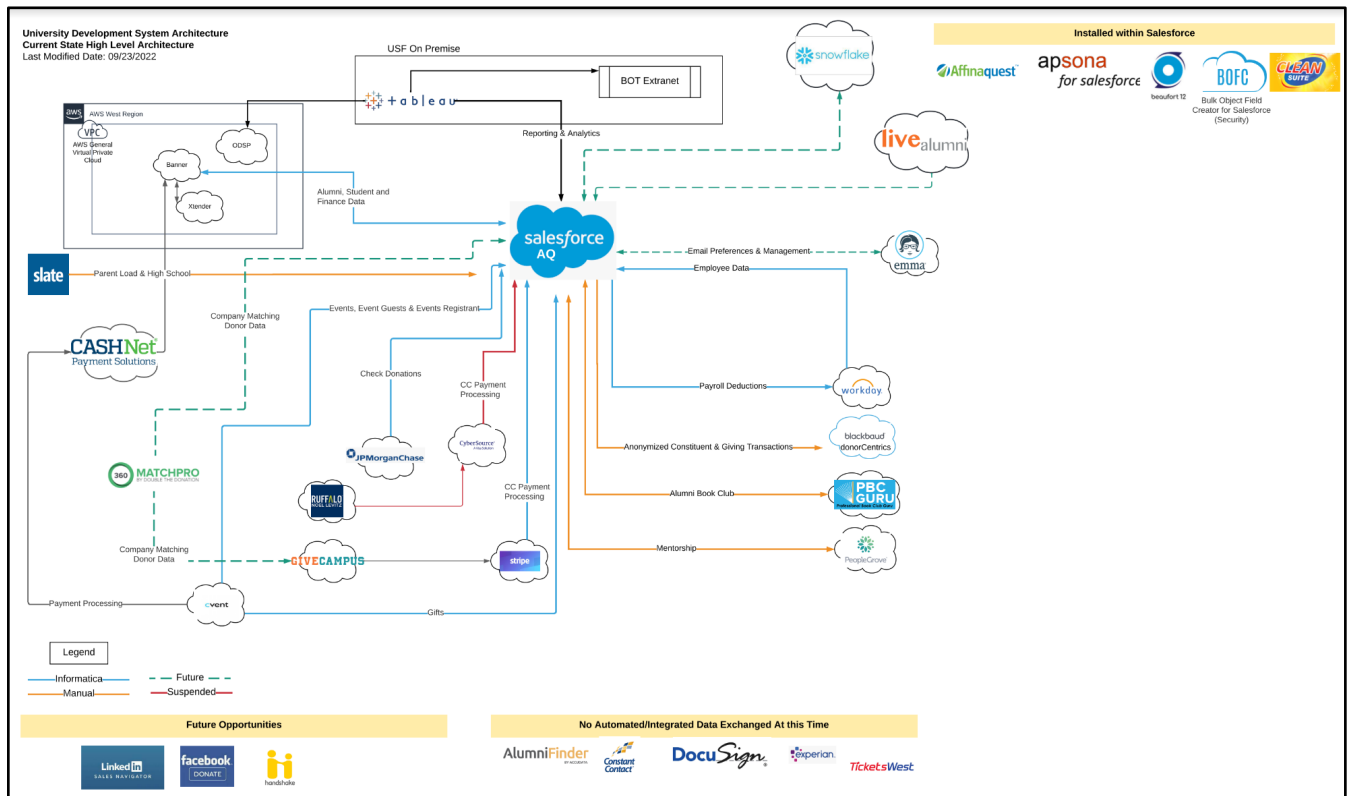 University Development System Architecture
Current State High Level Architecture
Last Modified Date: 09/23/2022
USF On Premise
BOT Extranet
+ a b | e a u
Reporting & Analytics
snowflake
live alumni
Installed within Salesforce
Affinaquest
apsona
for salesforce
beaufort 12
BOFC
Bulk Object Field
Creator for Salesforce
(Security)
CLEAN
SUITE
aws
AWS West Region
VPC
AWS General
Virtual Private
Cloud
ODSP
Banner
Xtender
Alumni, Student and
Finance Data
salesforce
AQ
Email Preferences & Management
emma
Employee Data
slate
Parent Load & High School
Company Matching
Donor Data
Events, Event Guests & Events Registrant
CASHNet
Payment Solutions
Check Donations
CC Payment
Processing
Payroll Deductions
workday.
CyberSource
JPMorganChase
Anonymized Constituent & Giving Transactions
blackbaud
donorCentrics
360 MATCHPRO
BY DOUBLE THE DONATION
RUFFALO
NOEL LEVITZ
CC Payment
Processing
Alumni Book Club
PBC
GURU
Professional Book Club Guru
Company Matching
Donor Data
GIVECAMPUS
stripe
Mentorship
PeopleGrove
Payment Processing
cvent
Gifts
Legend
Informatica
Future
Manual
Suspended
Future Opportunities
No Automated/Integrated Data Exchanged At this Time
Linked in
SALES NAVIGATOR
facebook
DONATE
handshake
AlumniFinder
Constant
Contact
DocuSign
experian.
TicketsWest